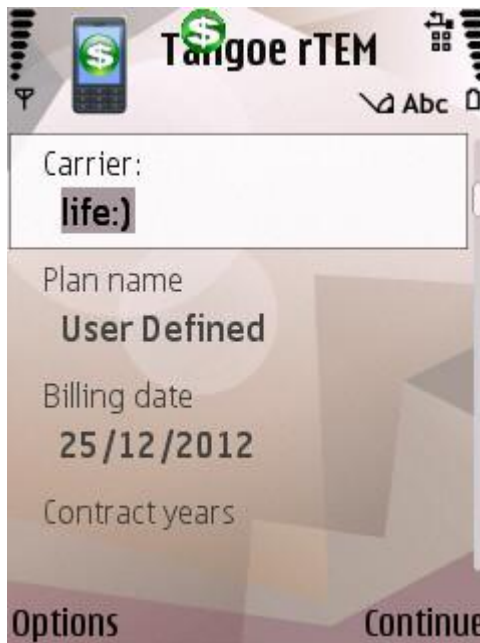 Tangoe rTEM
Abc
Carrier:
life:)
Plan name
User Defined
Billing date
25/12/2012
Contract years
Options
Continue